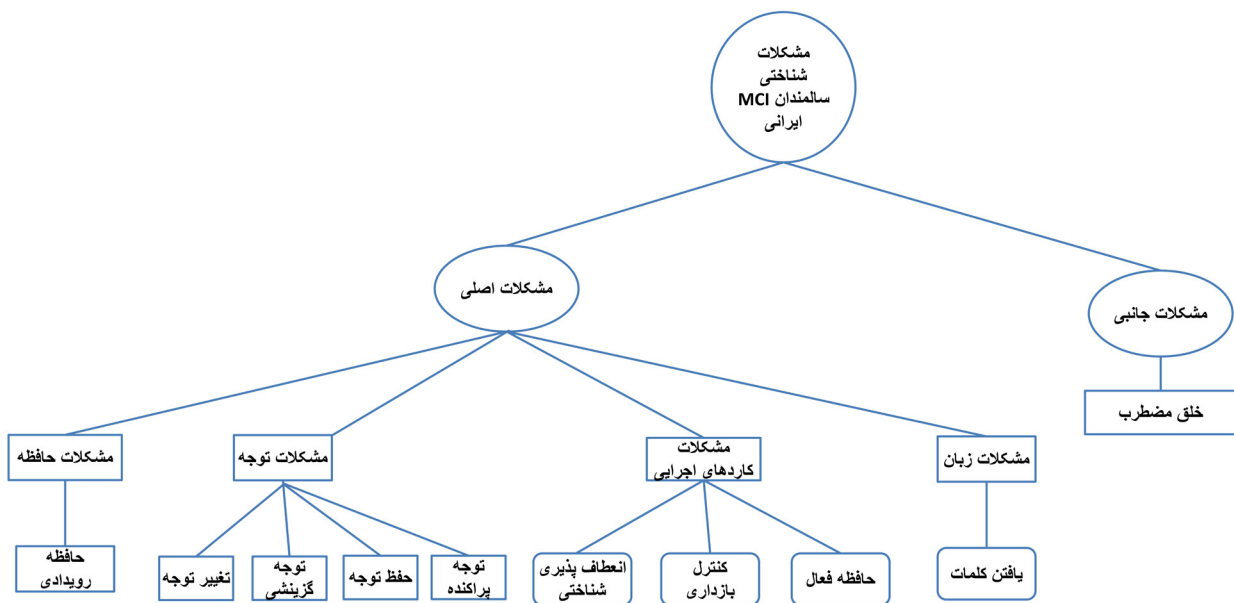 مشکلات
شناختی
سالمندان MCI
ایرانی
مشکلات اصلی
مشکلات جانبی
خلق مضطرب
مشکلات زبان
مشکلات
کاردهای اجرایی
مشکلات توجه
مشکلات حافظه
یافتن کلمات
حافظه فعال
کنترل
بازداری
انعطاف پذیری
شناختی
توجه
پراکنده
حفظ توجه
توجه
گزینشی
تغییر توجه
حافظه
رویدادی